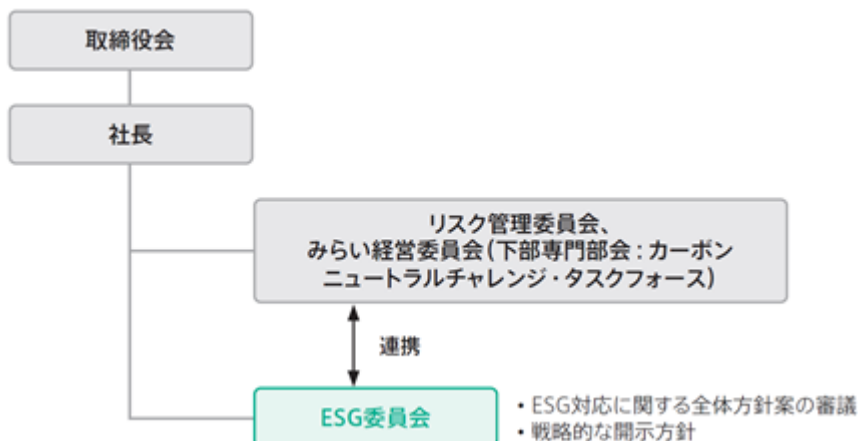 取締役会
社長
リスク管理委員会、
みらい経営委員会(下部専門部会:カーボン
ニュートラルチャレンジ・タスクフォース)
連携
ESG委員会
・ESG対応に関する全体方針案の審議
・戦略的な開示方針